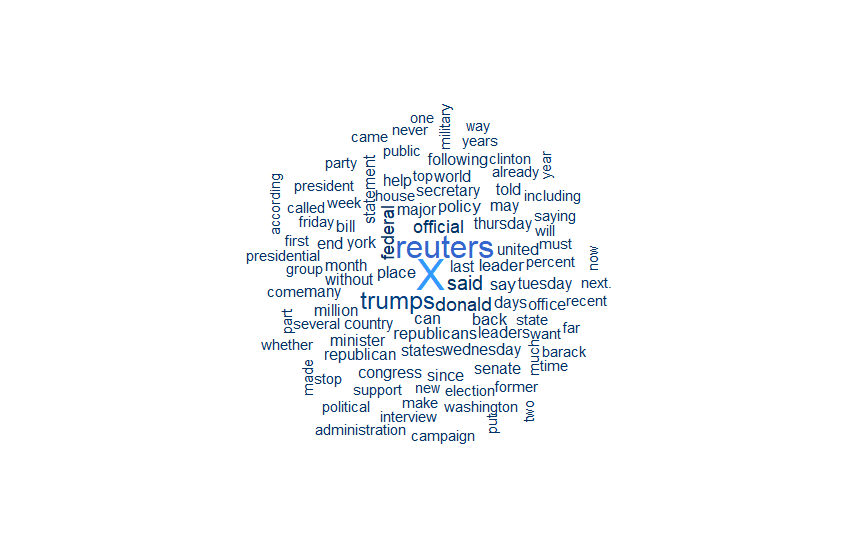 one
military
way
never
came
years
public
following
clinton
year
party
statement
already
help
top
world
according
president
house
secretary
told
including
called
week
major
policy
may
saying
friday
bill
federal
official
thursday
will
first
end
york
reuters
united
must
presidential
now
group
month
place
last
leader
percent
without
X
said
say
tuesday
next.
come
many
trumps
donald
days
office
recent
million
can
back
state
part
several
country
republicans
leaders
want
far
whether
minister
much
republican
states
wednesday
barack
made
stop
congress
since
senate
time
support
new
election
former
political
make
washington
two
interview
put
administration
campaign